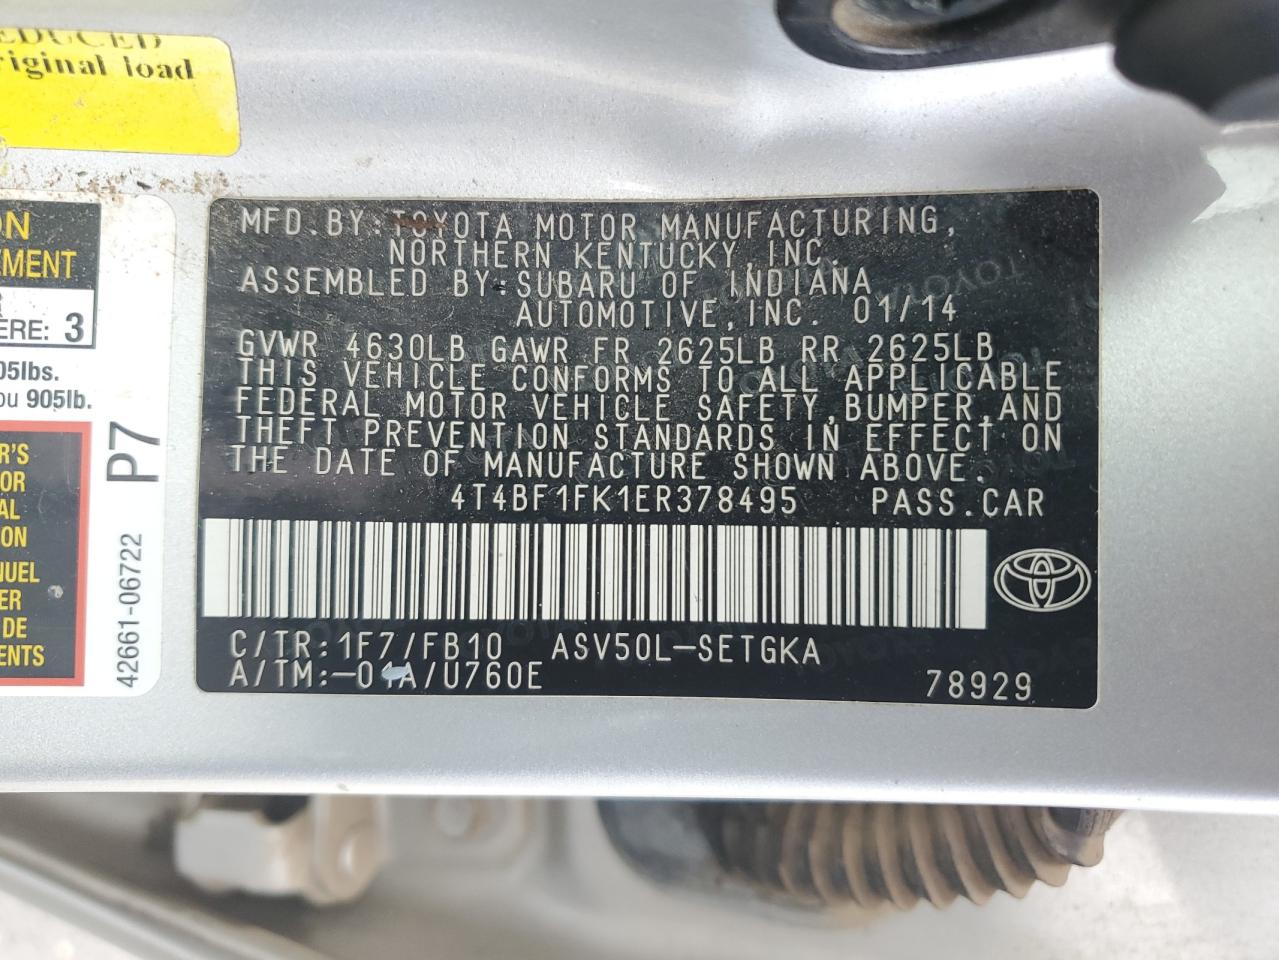 EDUCED
riginal load
ON
EMENT
R
ERE: 3
05lbs.
ou 905lb.
R'S
OR
AL
ION
NUEL
ER
DE
ENTS
P7
42661-06722
MFD.BY:TOYOTA MOTOR MANUFACTURING,
NORTHERN KENTUCKY,INC.
ASSEMBLED BY:SUBARU OF INDIANA
AUTOMOTIVE,INC. 01/14
GVWR 4630LB GAWR FR 2625LB RR 2625LB
THIS VEHICLE CONFORMS TO ALL APPLICABLE
FEDERAL MOTOR VEHICLE SAFETY,BUMPER,AND
THEFT PREVENTION STANDARDS IN EFFECT ON
THE DATE OF MANUFACTURE SHOWN ABOVE.
4T4BF1FK1ER378495 PASS.CAR
C/TR:1F7/FB10 ASV50L-SETGKA
A/TM:-01A/U760E
78929